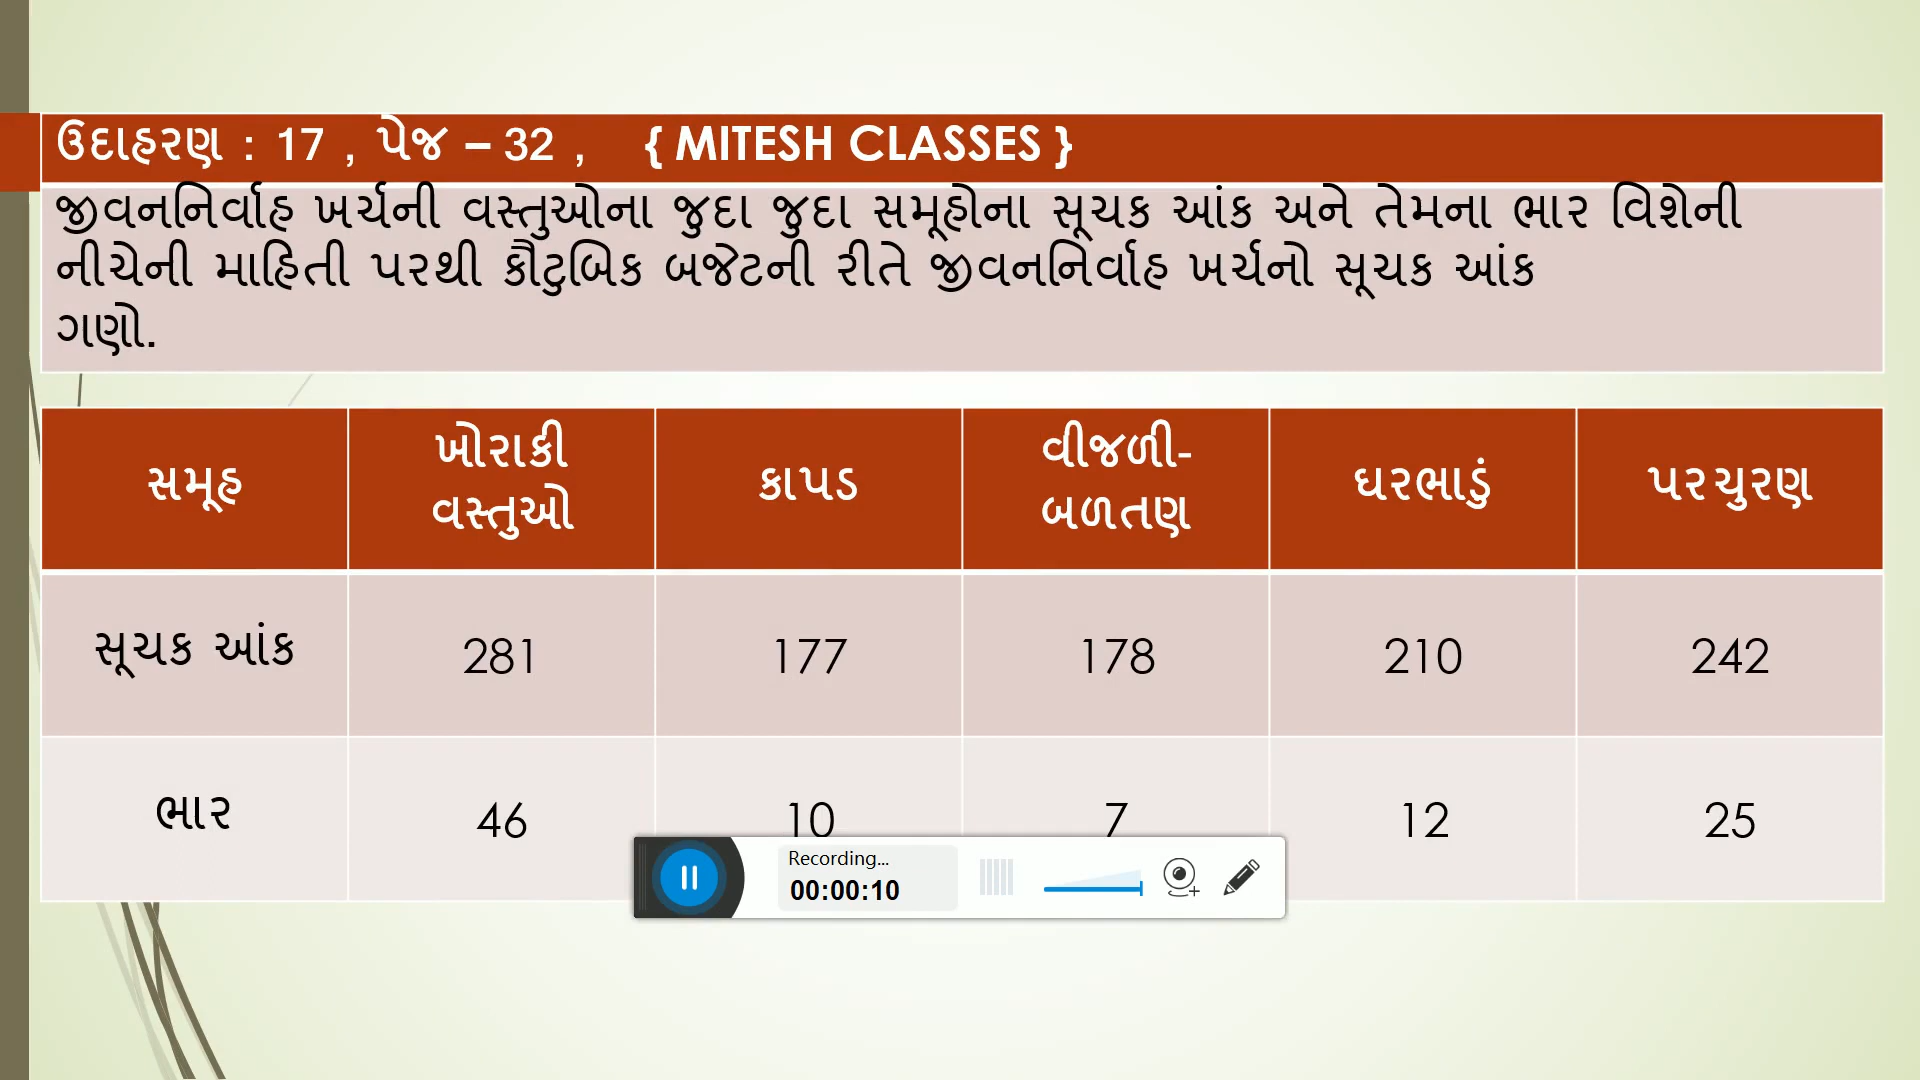 ઉદાહરણ : 17 , પેજ – 32 , { MITESH CLASSES }
જીવનનિર્વાહ ખર્ચની વસ્તુઓના જુદા જુદા સમૂહોના સૂચક આંક અને તેમના ભાર વિશેની
નીચેની માહિતી પરથી કૌટુબિક બજેટની રીતે જીવનનિર્વાહ ખર્ચનો સૂચક આંક
ગણો.
સમૂહ ખોરાકી વસ્તુઓ કાપડ વીજળી-બળતણ ઘરભાડું પરચુરણ
સૂચક આંક 281 177 178 210 242
ભાર 46 10 7 12 25
Recording...
00:00:10